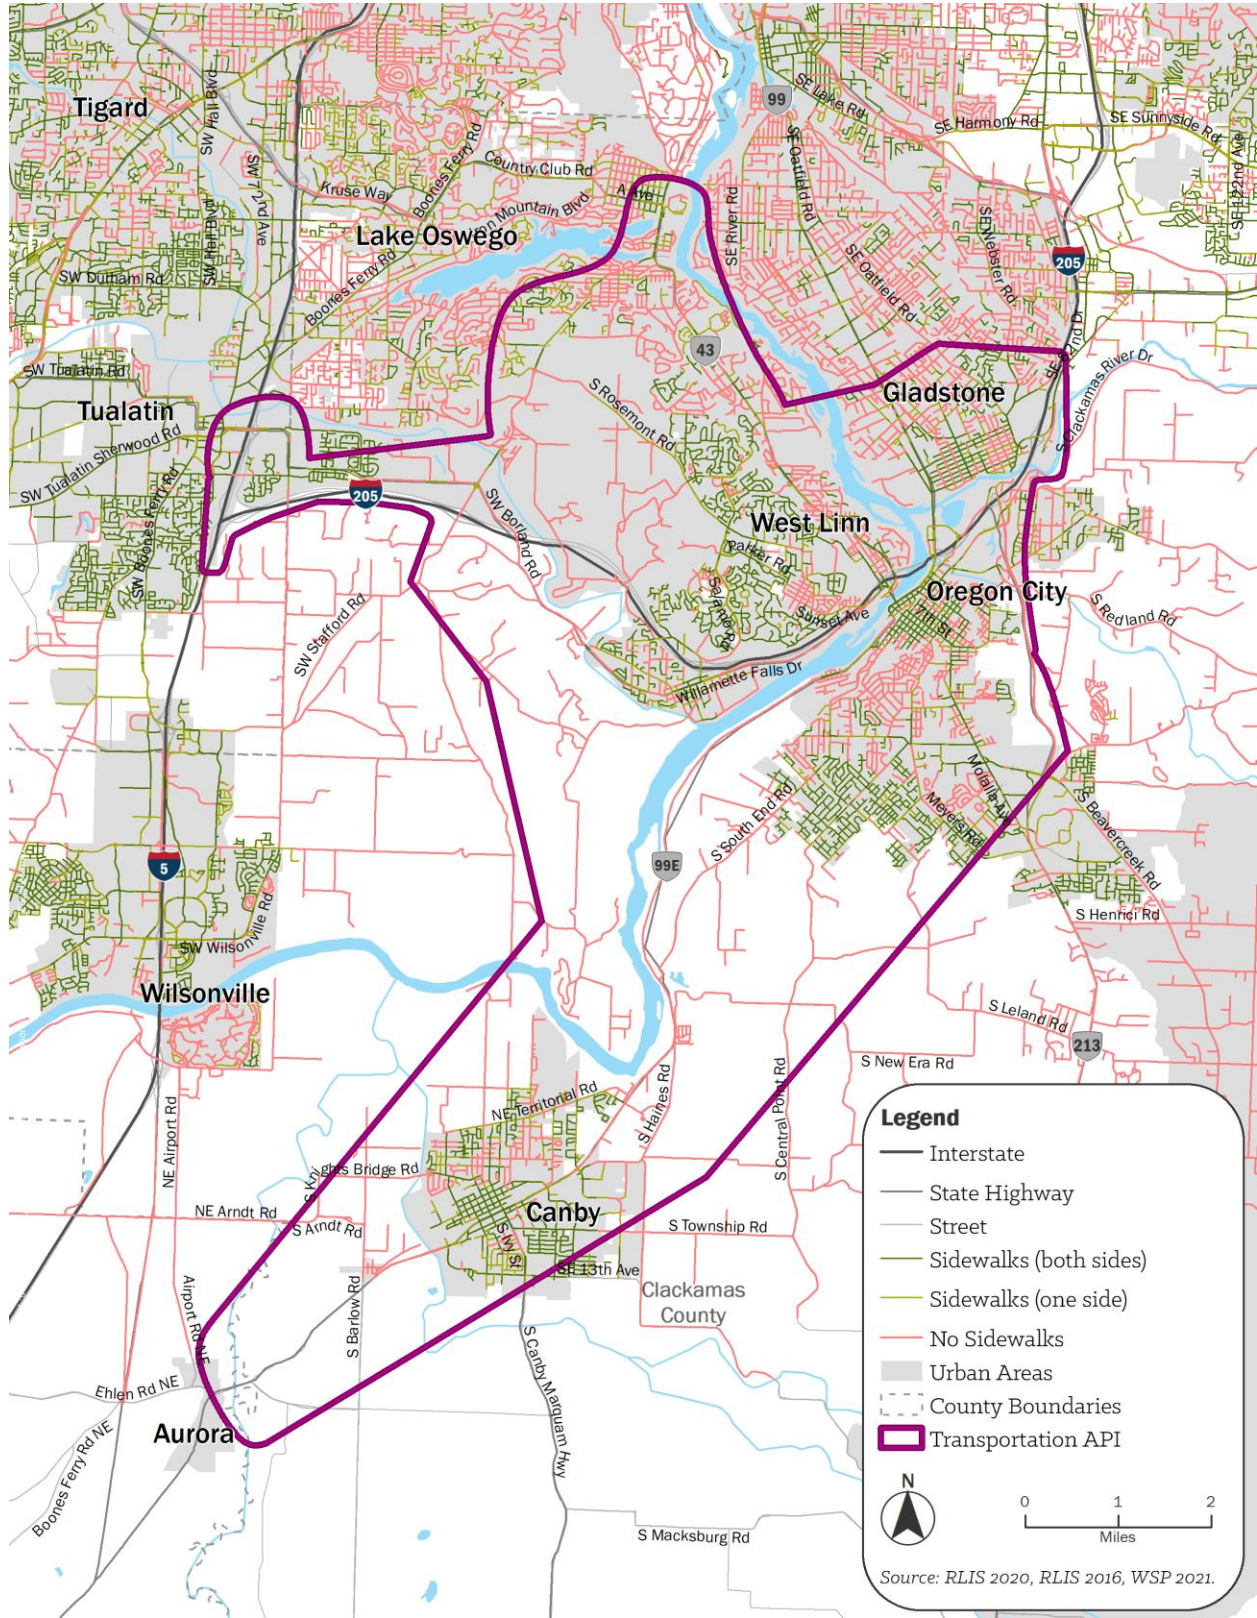 99
SE Lake Rd
SE Harmony Rd
SE Sunnyside Rd
SE 122nd Ave
Tigard
SW Hall Blvd
SW 72nd Ave
SE Oatfield Rd
Country Club Rd
Boones Ferry Rd
Kruse Way
A Ave
SE River Rd
Lake Oswego
SE Webster Rd
SW Durham Rd
SW Hall Blvd
Boones Ferry Rd
SE Oatfield Rd
205
43
SW Tualatin Rd
Tualatin
S Rosemont Rd
Gladstone
S Clackamas River Dr
SW Tualatin Sherwood Rd
SW Boones Ferry Rd
205
SW Borland Rd
West Linn
Parker Rd
Salamo Rd
Sunset Ave
Oregon City
7th St
S Redland Rd
SW Stafford Rd
Willamette Falls Dr
Molalla Ave
Meyers Rd
S Beavercreek Rd
S South End Rd
99E
5
S Henrici Rd
SW Wilsonville Rd
Wilsonville
S Leland Rd
213
S New Era Rd
S Central Point Rd
S Haines Rd
NE Territorial Rd
NE Airport Rd
ghts Bridge Rd
S Kni
NE Arndt Rd
S Arndt Rd
Canby
S Ivy St
S Township Rd
SE 13th Ave
Clackamas
County
S Barlow Rd
Airport Rd NE
S Canby Marquam Hwy
Ehlen Rd NE
Aurora
Boones Ferry Rd NE
S Macksburg Rd
Legend
Interstate
State Highway
Street
Sidewalks (both sides)
Sidewalks (one side)
No Sidewalks
Urban Areas
County Boundaries
Transportation API
N
0 1 2
Miles
Source: RLIS 2020, RLIS 2016, WSP 2021.